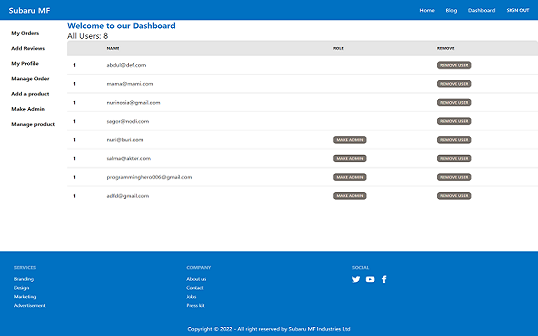 Subaru MF Home Blog Dashboard SIGN OUT
Welcome to our Dashboard
All Users: 8
My Orders
Add Reviews
My Profile
Manage Order
Add a product
Make Admin
Manage product
NAME ROLE REMOVE
1 abdul@def.com REMOVE USER
1 mama@mami.com REMOVE USER
1 nurinesia@gmail.com REMOVE USER
1 sagor@nodi.com REMOVE USER
1 nuri@buri.com MAKE ADMIN REMOVE USER
1 salma@akter.com MAKE ADMIN REMOVE USER
1 programminghero006@gmail.com MAKE ADMIN REMOVE USER
1 adfd@gmail.com MAKE ADMIN REMOVE USER
SERVICES
Branding
Design
Marketing
Advertisement
COMPANY
About us
Contact
Jobs
Press kit
SOCIAL
Copyright © 2022 - All right reserved by Subaru MF Industries Ltd